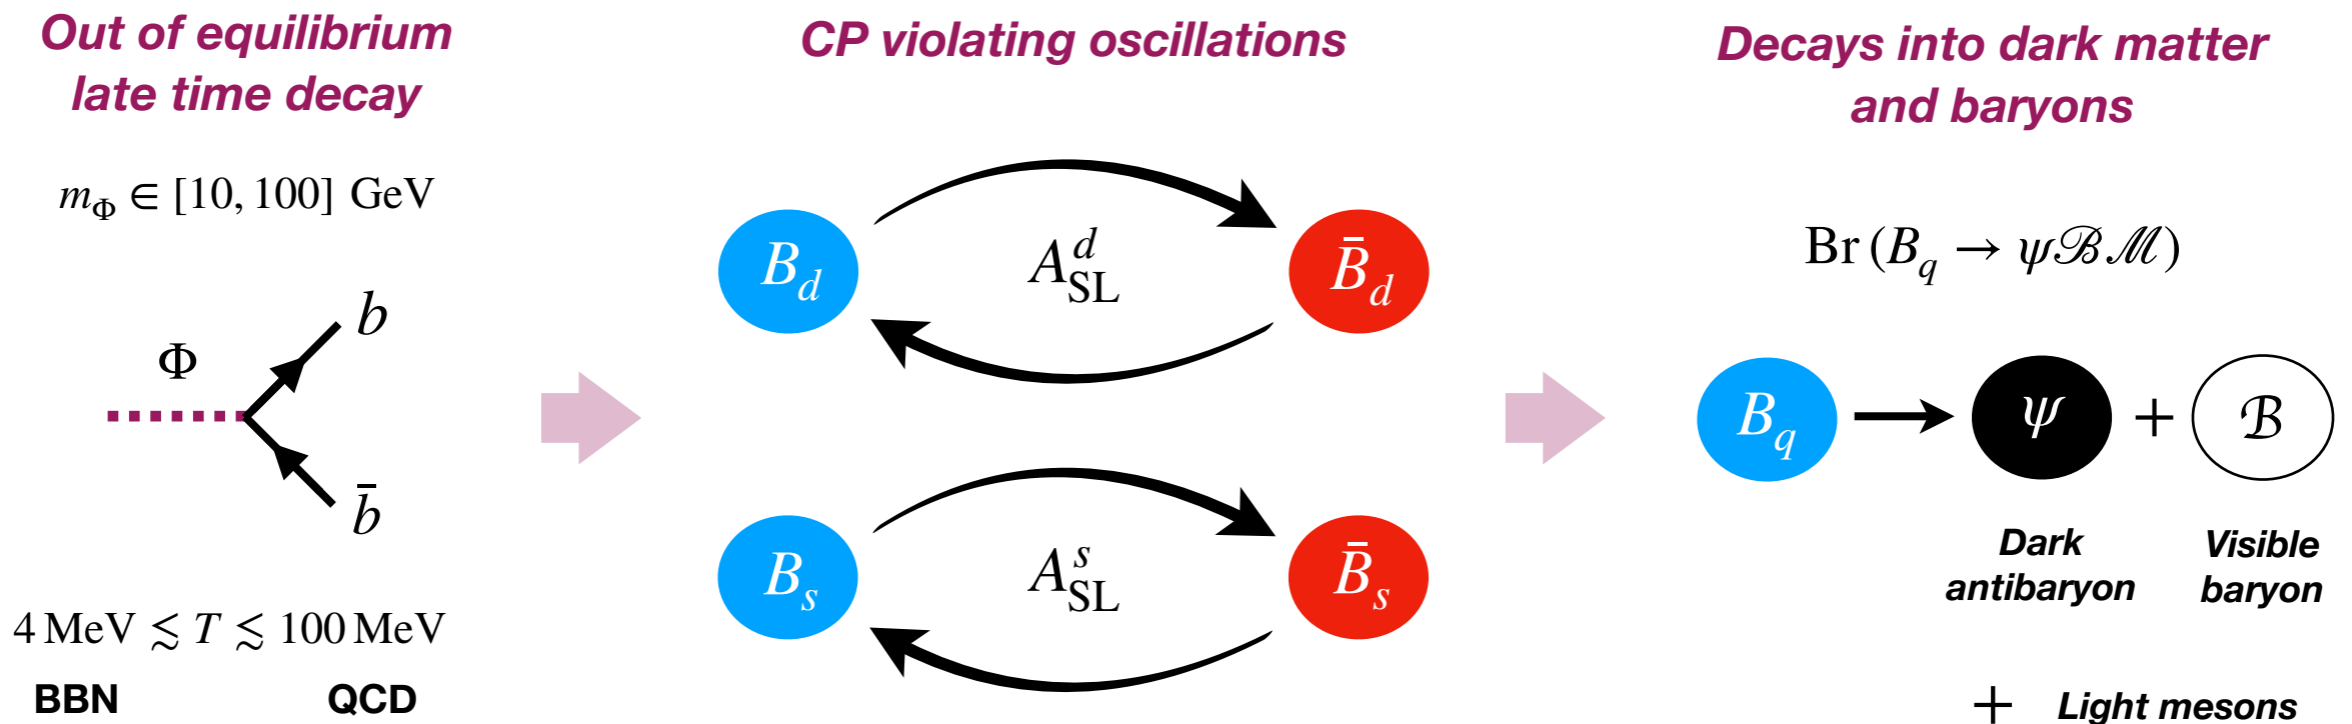 Out of equilibrium
late time decay
m_Φ ∈ [10, 100] GeV
Φ
b
b̄
4 MeV ≲ T ≲ 100 MeV
BBN QCD
CP violating oscillations
B_d A^d_SL B̄_d
B_s A^s_SL B̄_s
Decays into dark matter
and baryons
Br (B_q → ψℬℳ)
B_q → ψ + ℬ
Dark
antibaryon
Visible
baryon
+ Light mesons